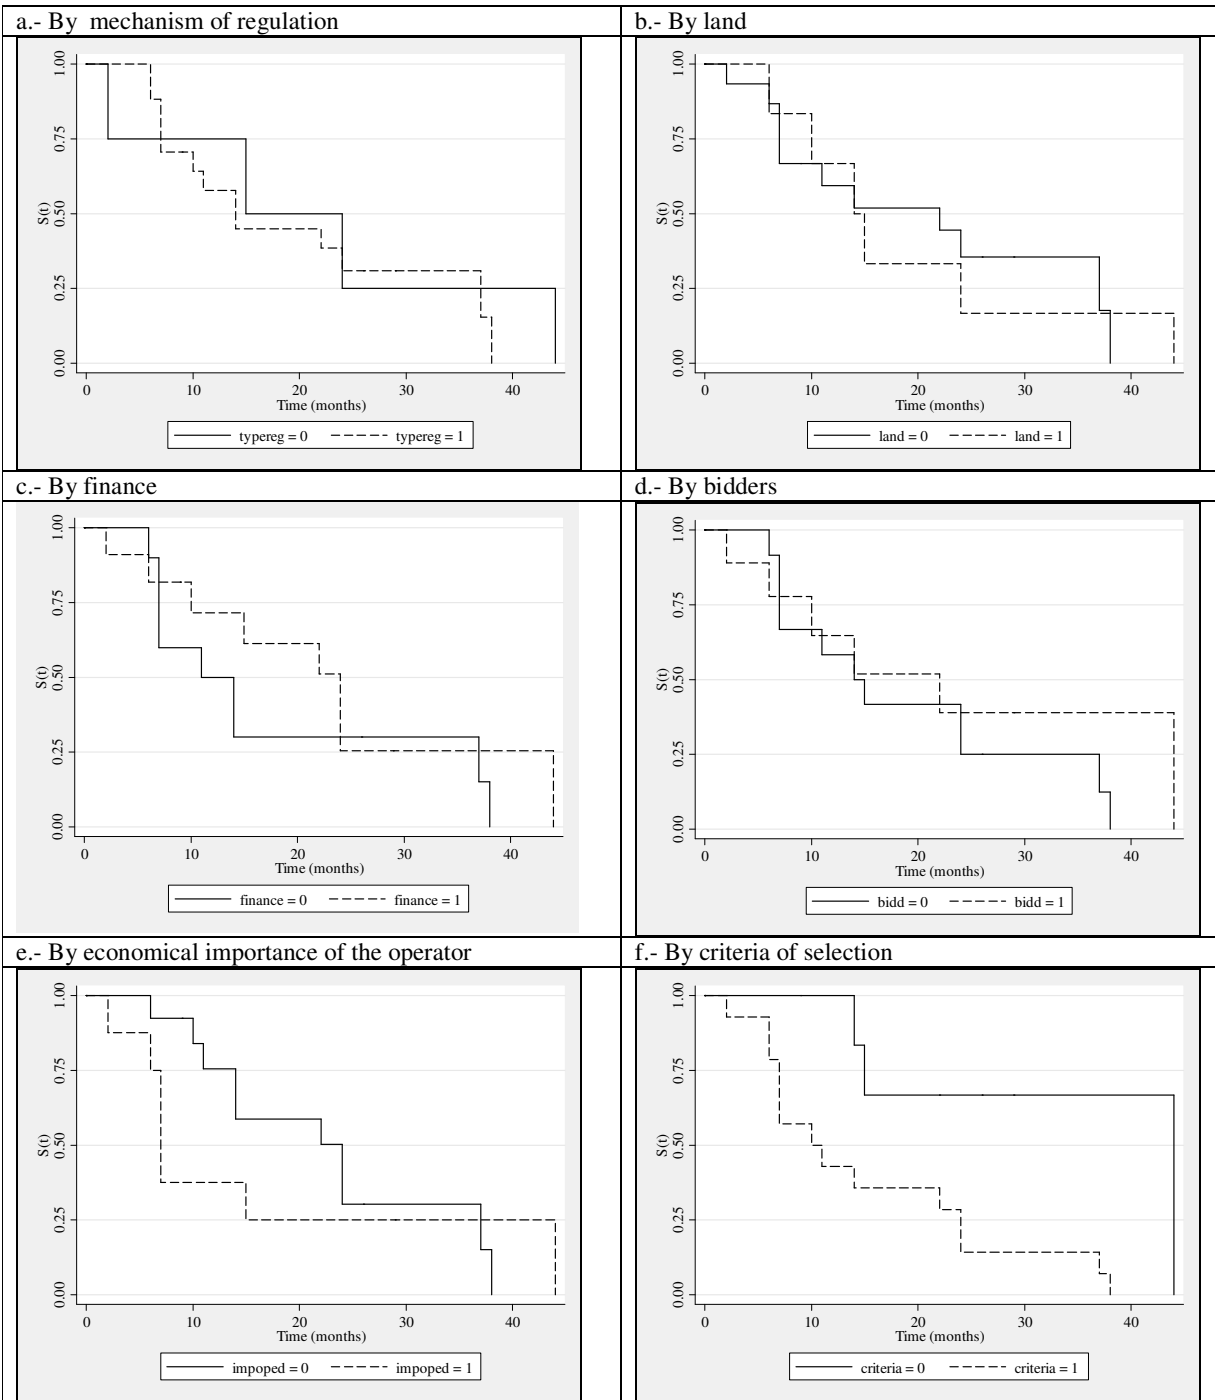 a.- By mechanism of regulation
1.00
0.75
S(t)
0.50
0.25
0.00
0 10 20 30 40
Time (months)
typereg = 0 typereg = 1
b.- By land
1.00
0.75
S(t)
0.50
0.25
0.00
0 10 20 30 40
Time (months)
land = 0 land = 1
c.- By finance
1.00
0.75
S(t)
0.50
0.25
0.00
0 10 20 30 40
Time (months)
finance = 0 finance = 1
d.- By bidders
1.00
0.75
S(t)
0.50
0.25
0.00
0 10 20 30 40
Time (months)
bidd = 0 bidd = 1
e.- By economical importance of the operator
1.00
0.75
S(t)
0.50
0.25
0.00
0 10 20 30 40
Time (months)
impoped = 0 impoped = 1
f.- By criteria of selection
1.00
0.75
S(t)
0.50
0.25
0.00
0 10 20 30 40
Time (months)
criteria = 0 criteria = 1